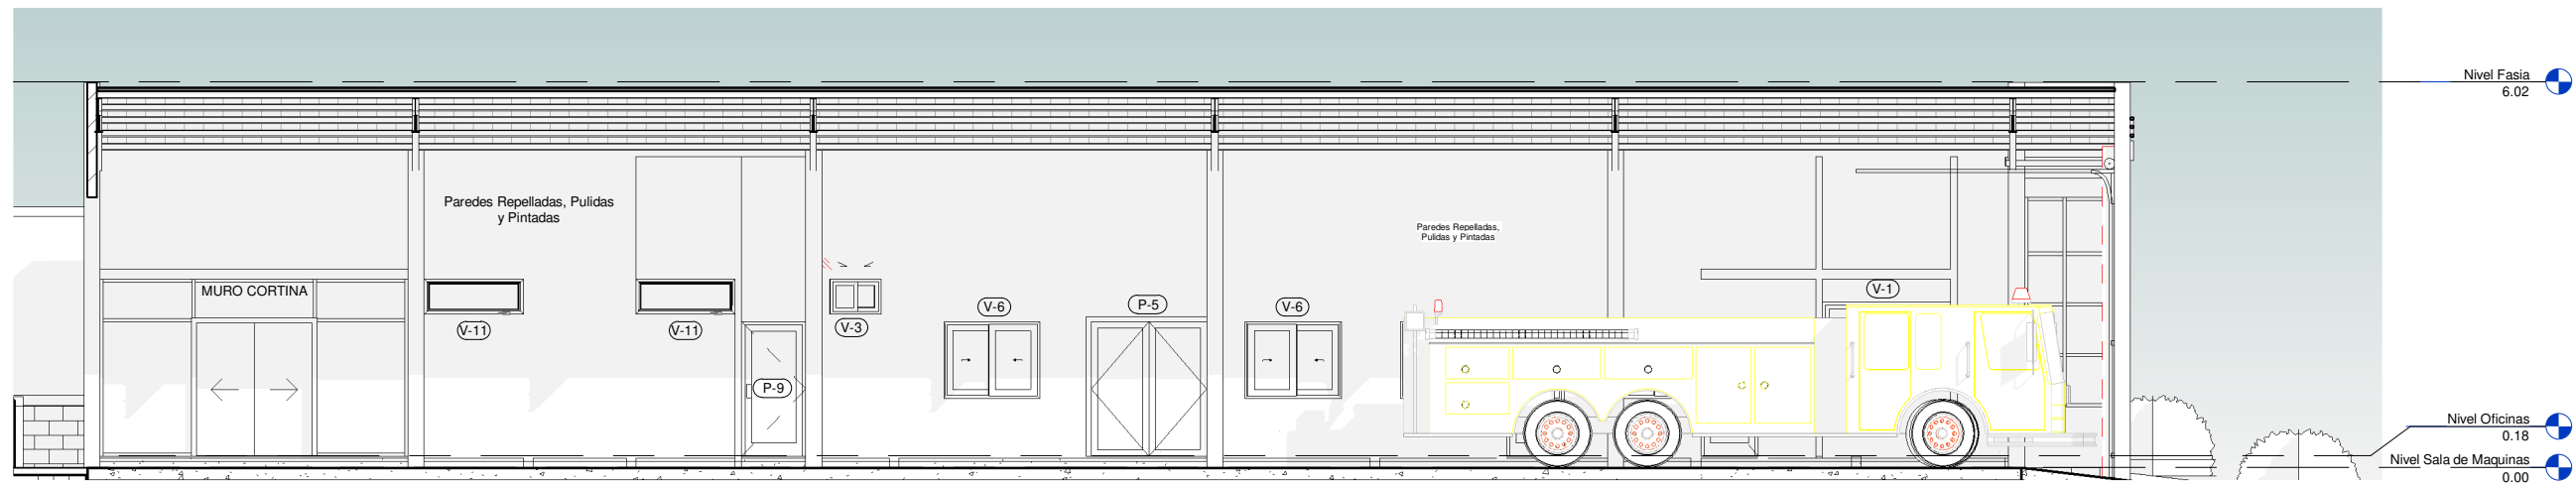 Nivel Fasia
6.02
Paredes Repelladas, Pulidas
y Pintadas
Paredes Repelladas,
Pulidas y Pintadas
MURO CORTINA
V-11
V-11
P-9
V-3
V-6
P-5
V-6
V-1
Nivel Oficinas
0.18
Nivel Sala de Maquinas
0.00